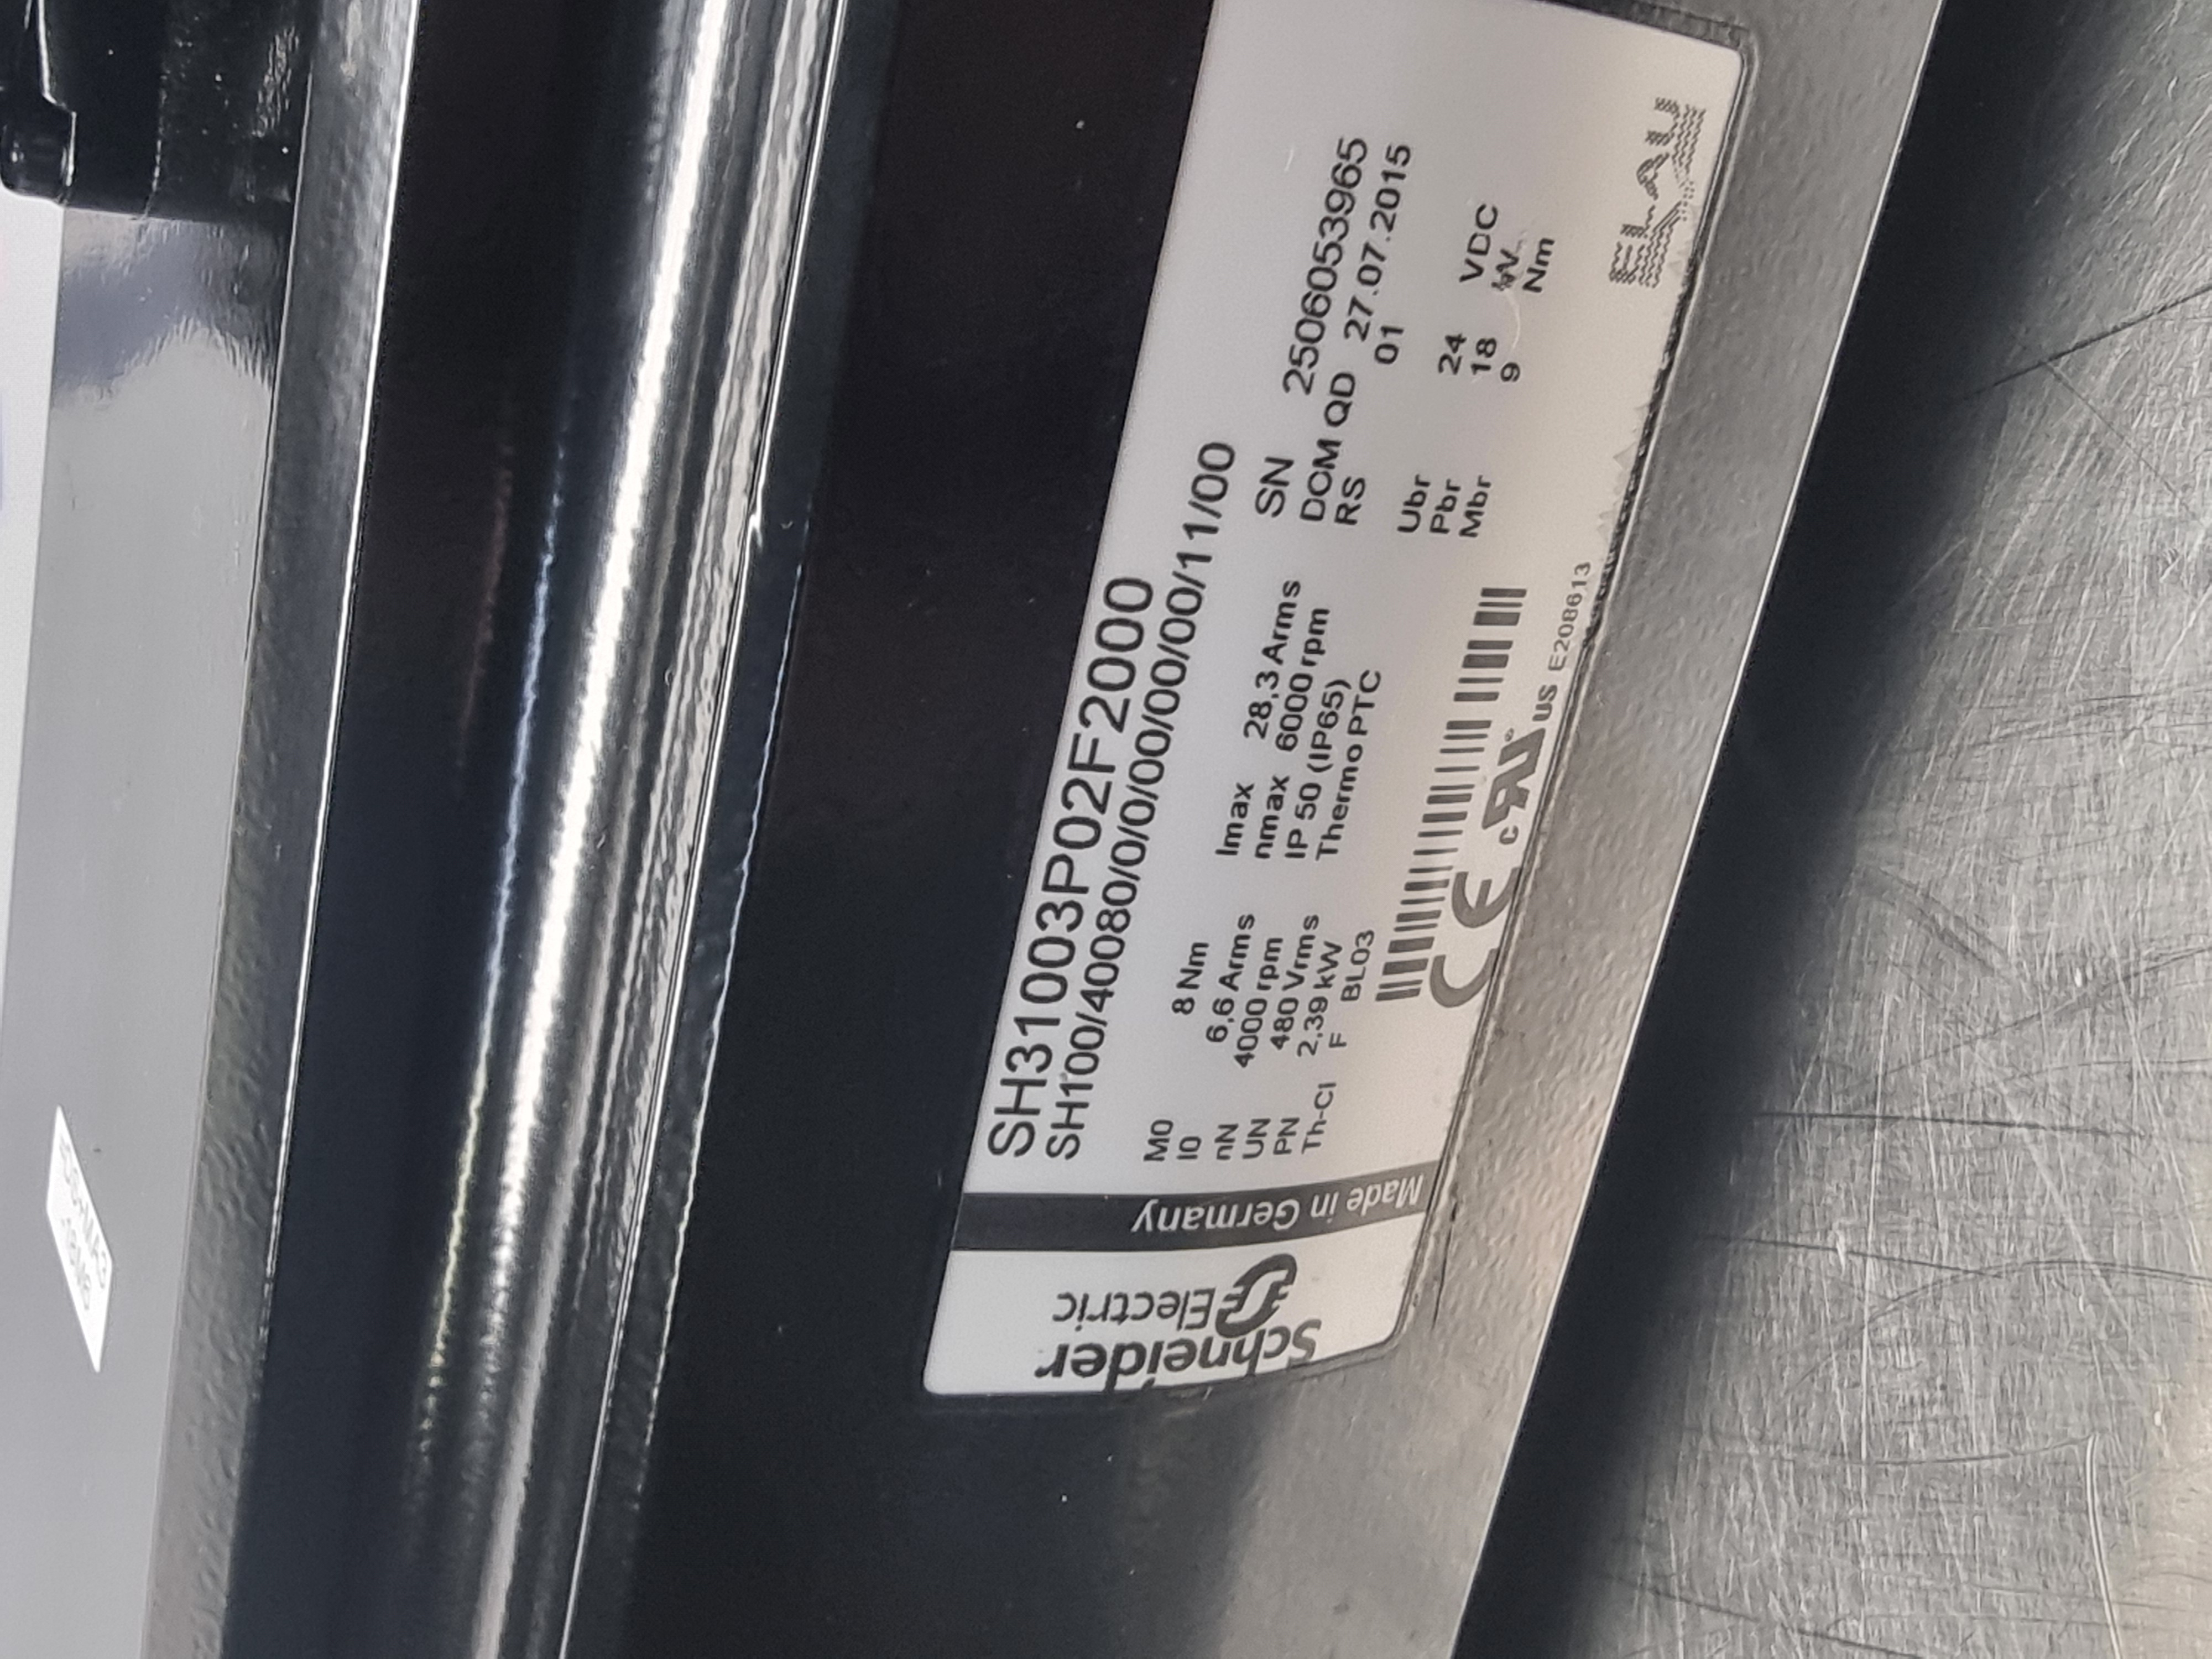 Schneider
Electric
Made in Germany
SH31003P02F2000
SH100/40080/0/0/00/00/00/11/00
M0 8 Nm
I0 6,6 Arms
nN 4000 rpm
UN 480 Vrms
PN 2,39 kW
Th-Cl F BL03
Imax 28,3 Arms
nmax 6000 rpm
IP 50 (IP65)
Thermo PTC
SN 2506053965
DOM QD 27.07.2015
RS 01
Ubr 24 VDC
Pbr 18 W
Mbr 9 Nm
CE c RU US E208613
ELAU